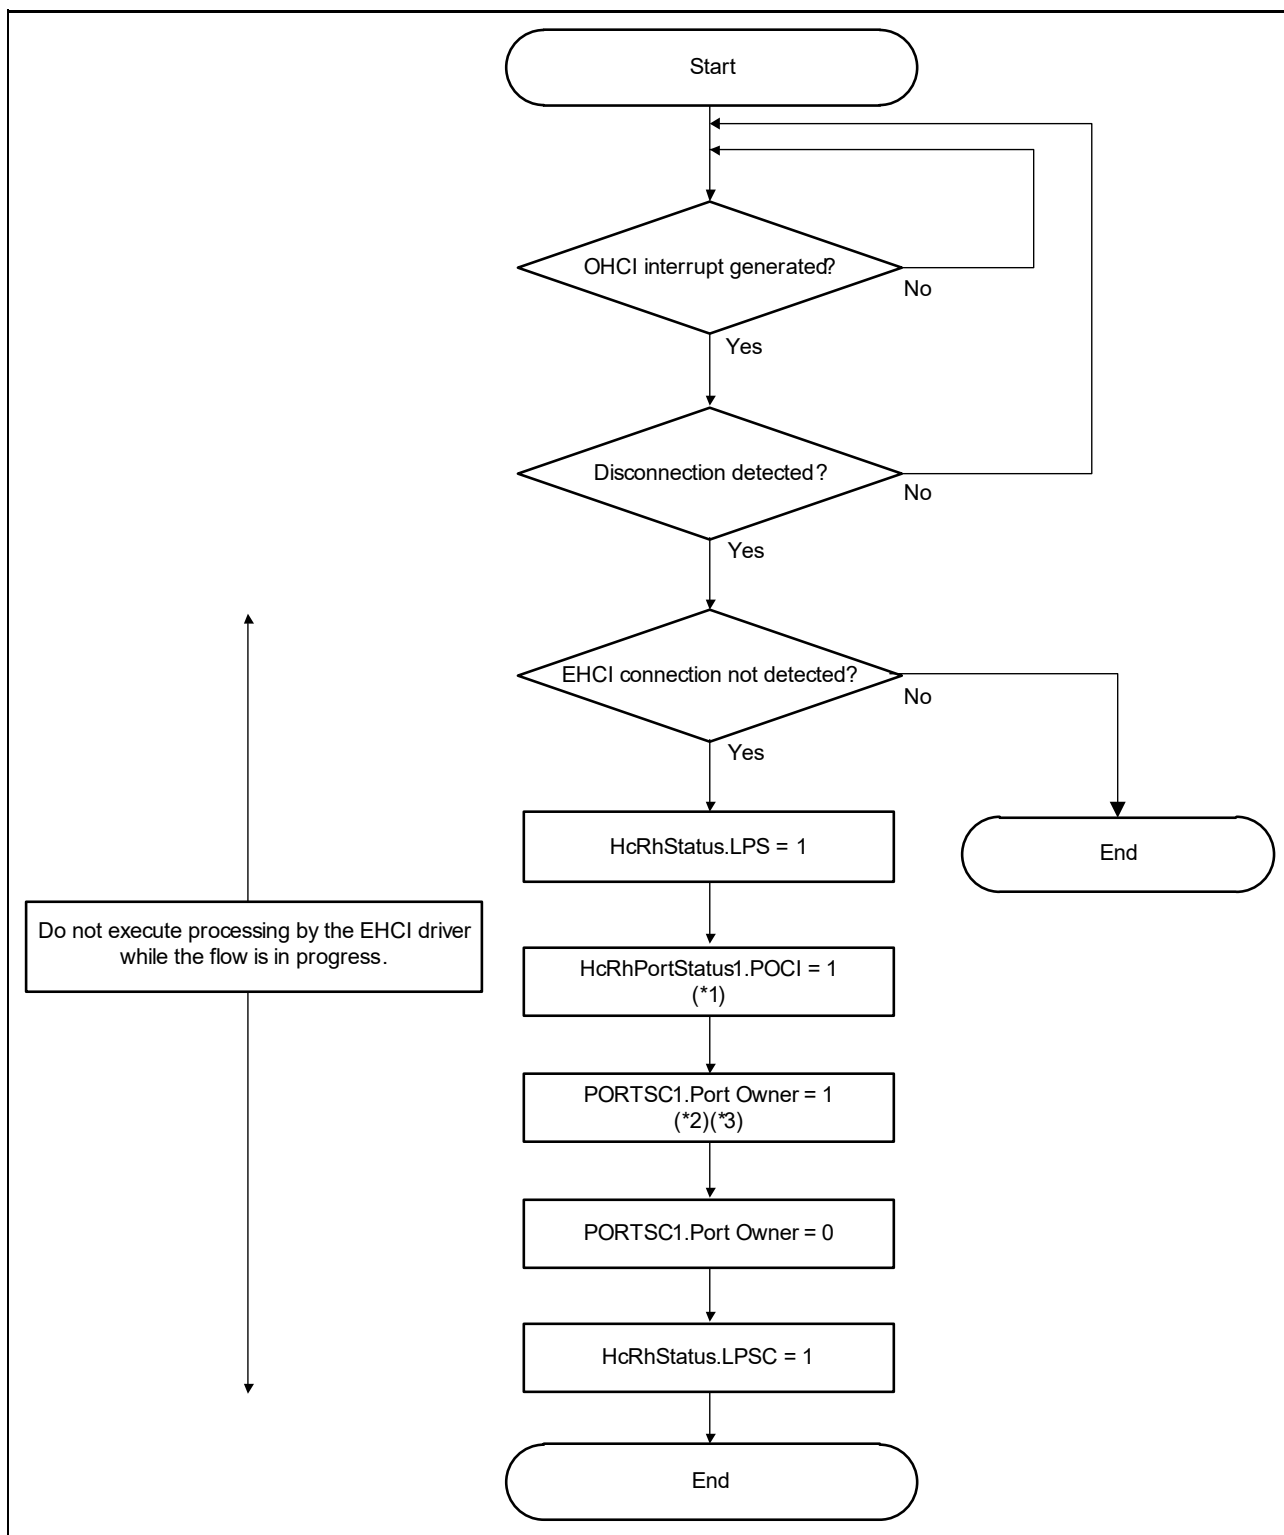 Start
OHCI interrupt generated?
No
Yes
Disconnection detected?
No
Yes
EHCI connection not detected?
No
Yes
HcRhStatus.LPS = 1
End
Do not execute processing by the EHCI driver
while the flow is in progress.
HcRhPortStatus1.POCI = 1
(*1)
PORTSC1.Port Owner = 1
(*2)(*3)
PORTSC1.Port Owner = 0
HcRhStatus.LPSC = 1
End